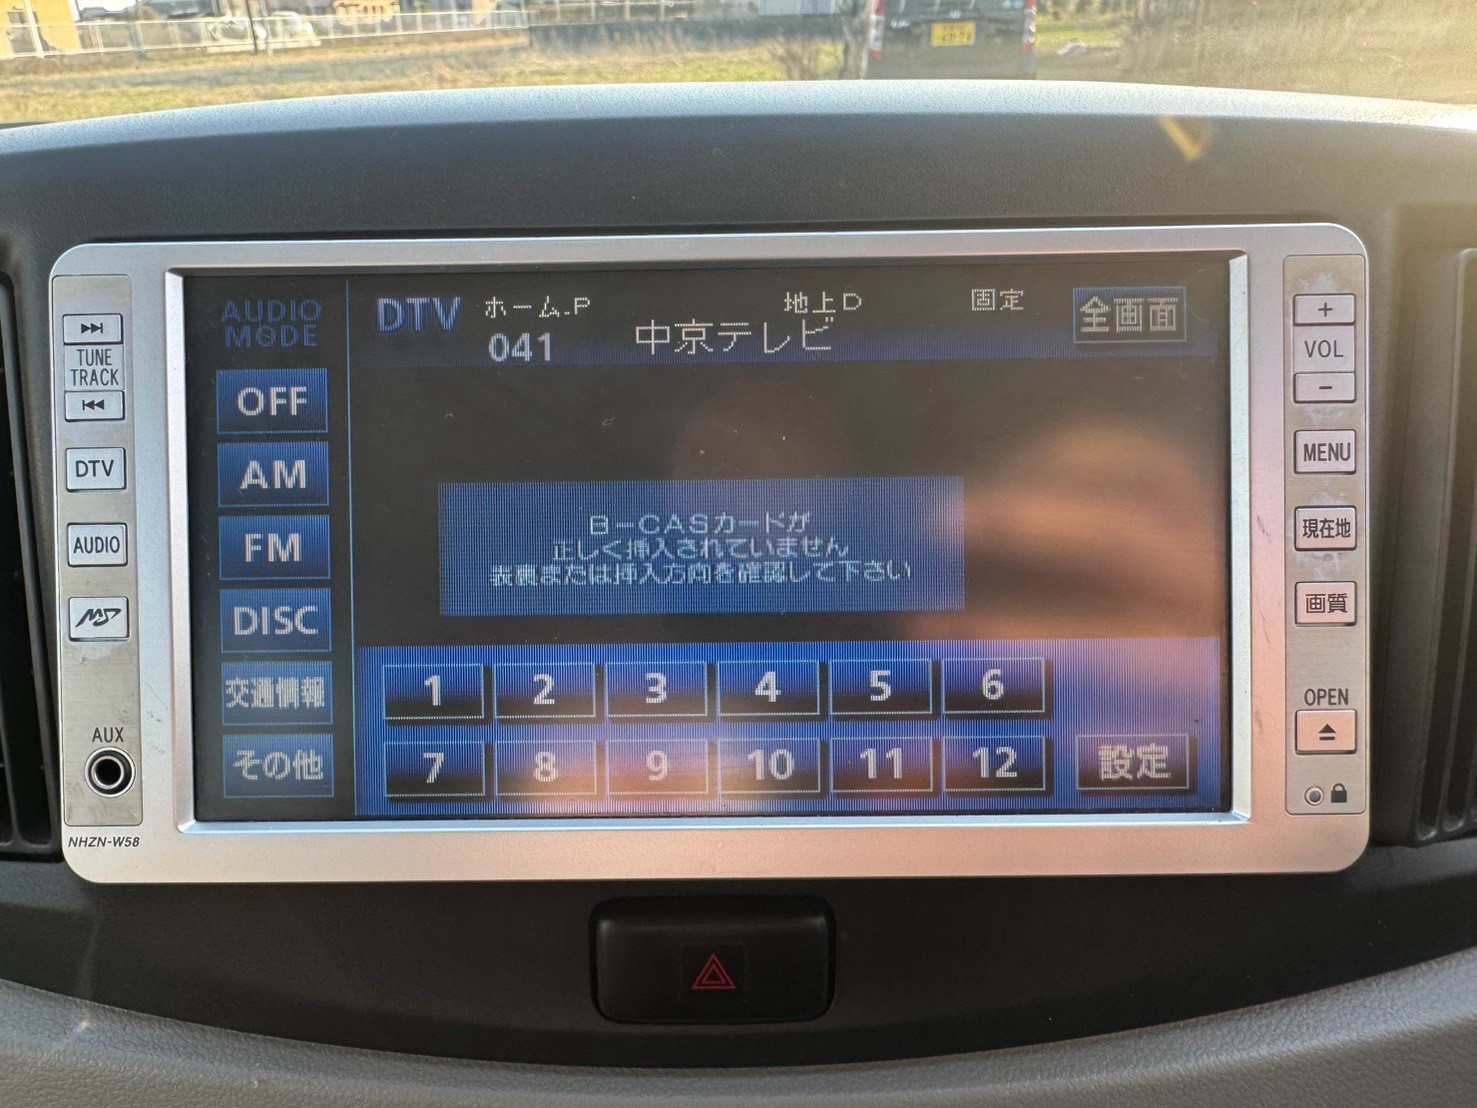 AUDIO
MODE
DTV
ホーム.P
地上D
固定
全画面
041
中京テレビ
OFF
AM
FM
DISC
交通情報
その他
B-CASカードが
正しく挿入されていません
表裏または挿入方向を確認して下さい
1
2
3
4
5
6
7
8
9
10
11
12
設定
TUNE
TRACK
DTV
AUDIO
AUX
NHZN-W58
+
VOL
-
MENU
現在地
画質
OPEN